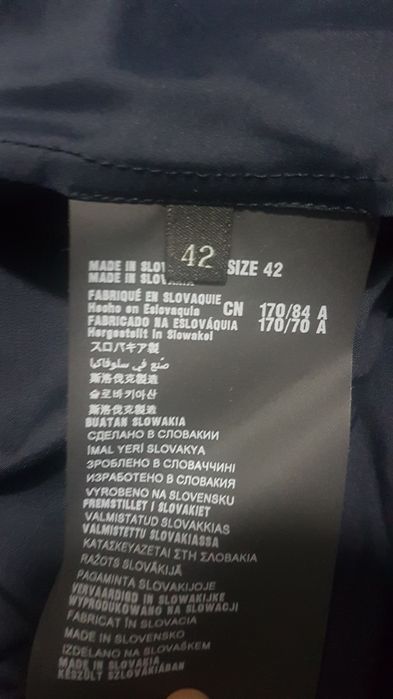 42
MADE IN SLOV
SIZE 42
MADE IN SLOV
FABRIQUÉ EN SLOVAQUIE
Hecho en Eslovaquia
CN 170/84 A
FABRICADO NA ESLOVÁQUIA
170/70 A
Hergestellt in Slowakei
スロバキア製
صنع في سلوفاكيا
斯洛伐克製造
슬로바키아산
斯洛伐克製造
BUATAN SLOWAKIA
СДЕЛАНО В СЛОВАКИИ
İMAL YERİ SLOVAKYA
ЗРОБЛЕНО В СЛОВАЧЧИНІ
ИЗРАБОТЕНО В СЛОВАКИЯ
VYROBENO NA SLOVENSKU
FREMSTILLET I SLOVAKIET
VALMISTATUD SLOVAKKIAS
VALMISTETTU SLOVAKIASSA
ΚΑΤΑΣΚΕΥΑΖΕΤΑΙ ΣΤΗ ΣΛΟΒΑΚΙΑ
RAŽOTS SLOVĀKIJĀ
PAGAMINTA SLOVAKIJOJE
VERVAARDIGD IN SLOWAKIJKE
WYPRODUKOWANO NA SLOWACJI
FABRICAT ÎN SLOVACIA
MADE IN SLOVENSKO
IZDELANO NA SLOVAŠKEM
MADE IN SLOVAKIA
KÉSZÜLT SZLOVÁKIÁBAN